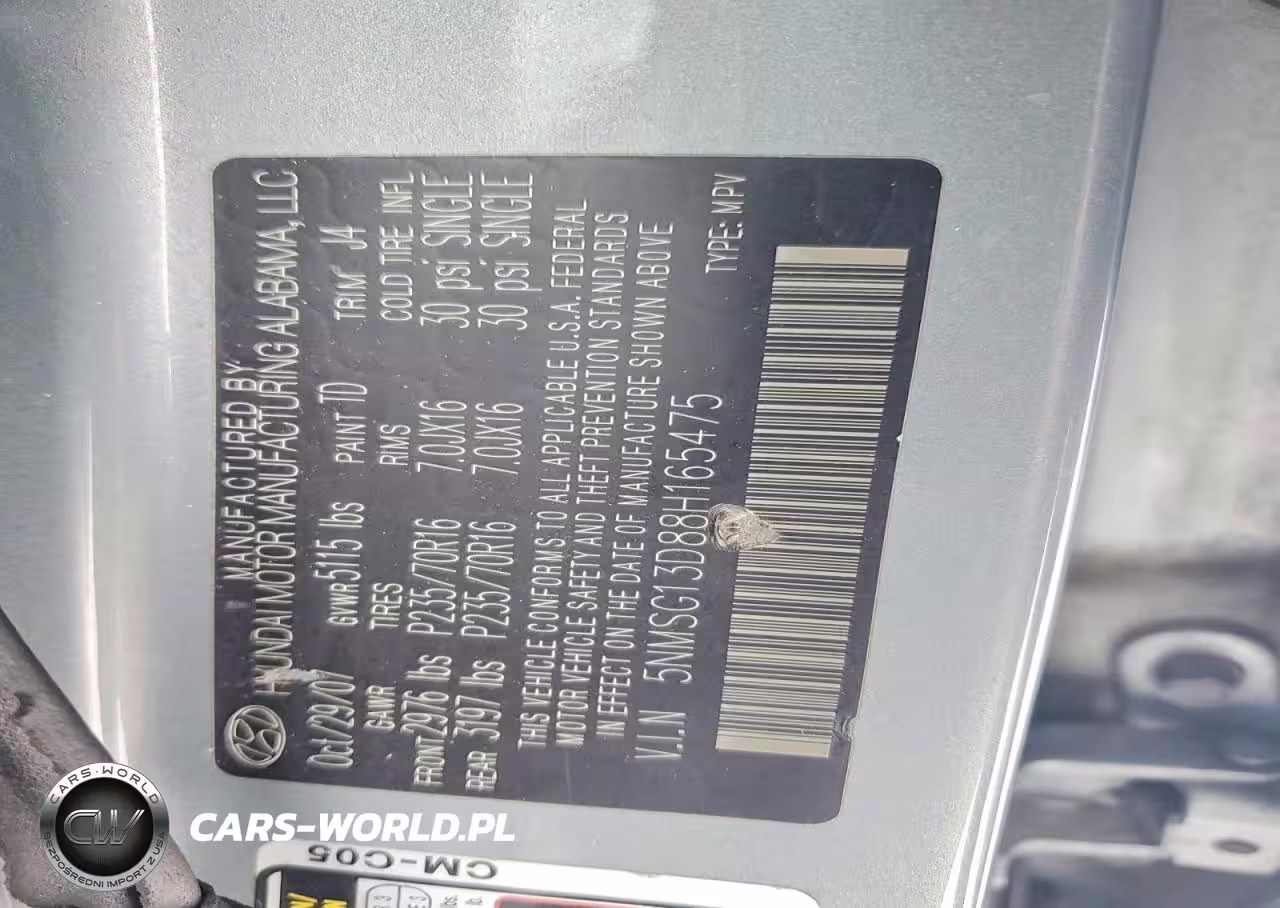 MANUFACTURED BY:
HYUNDAI MOTOR MANUFACTURING ALABAMA, LLC
Oct/29/07 GVWR 5115 lbs PAINT TD TRIM J4
GAWR TIRES RIMS COLD TIRE INFL
FRONT 2976 lbs P235/70R16 7.0JX16 30 psi SINGLE
REAR 3197 lbs P235/70R16 7.0JX16 30 psi SINGLE
THIS VEHICLE CONFORMS TO ALL APPLICABLE U.S.A. FEDERAL
MOTOR VEHICLE SAFETY AND THEFT PREVENTION STANDARDS
IN EFFECT ON THE DATE OF MANUFACTURE SHOWN ABOVE
V.I.N 5NMSG13D88H165475 TYPE: MPV
CM-C05
CARS-WORLD
CW
BEZPOŚREDNI IMPORT Z USA
CARS-WORLD.PL